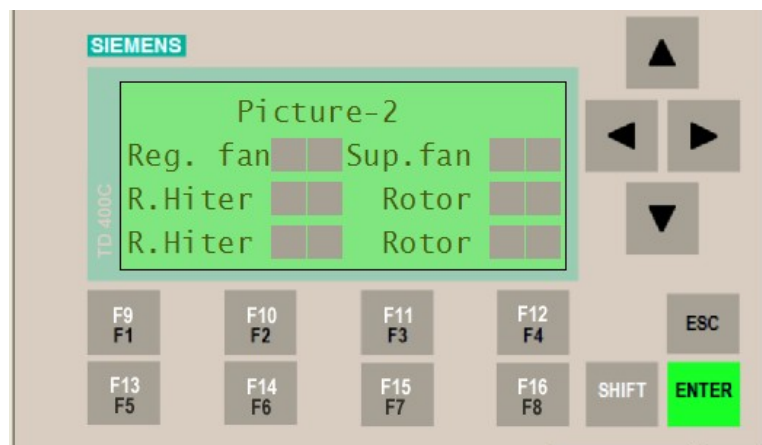 SIEMENS
TD 400C
Picture-2
Reg. fan Sup.fan
R.Hiter Rotor
R.Hiter Rotor
F9 F10 F11 F12
F1 F2 F3 F4
ESC
F13 F14 F15 F16
F5 F6 F7 F8
SHIFT ENTER